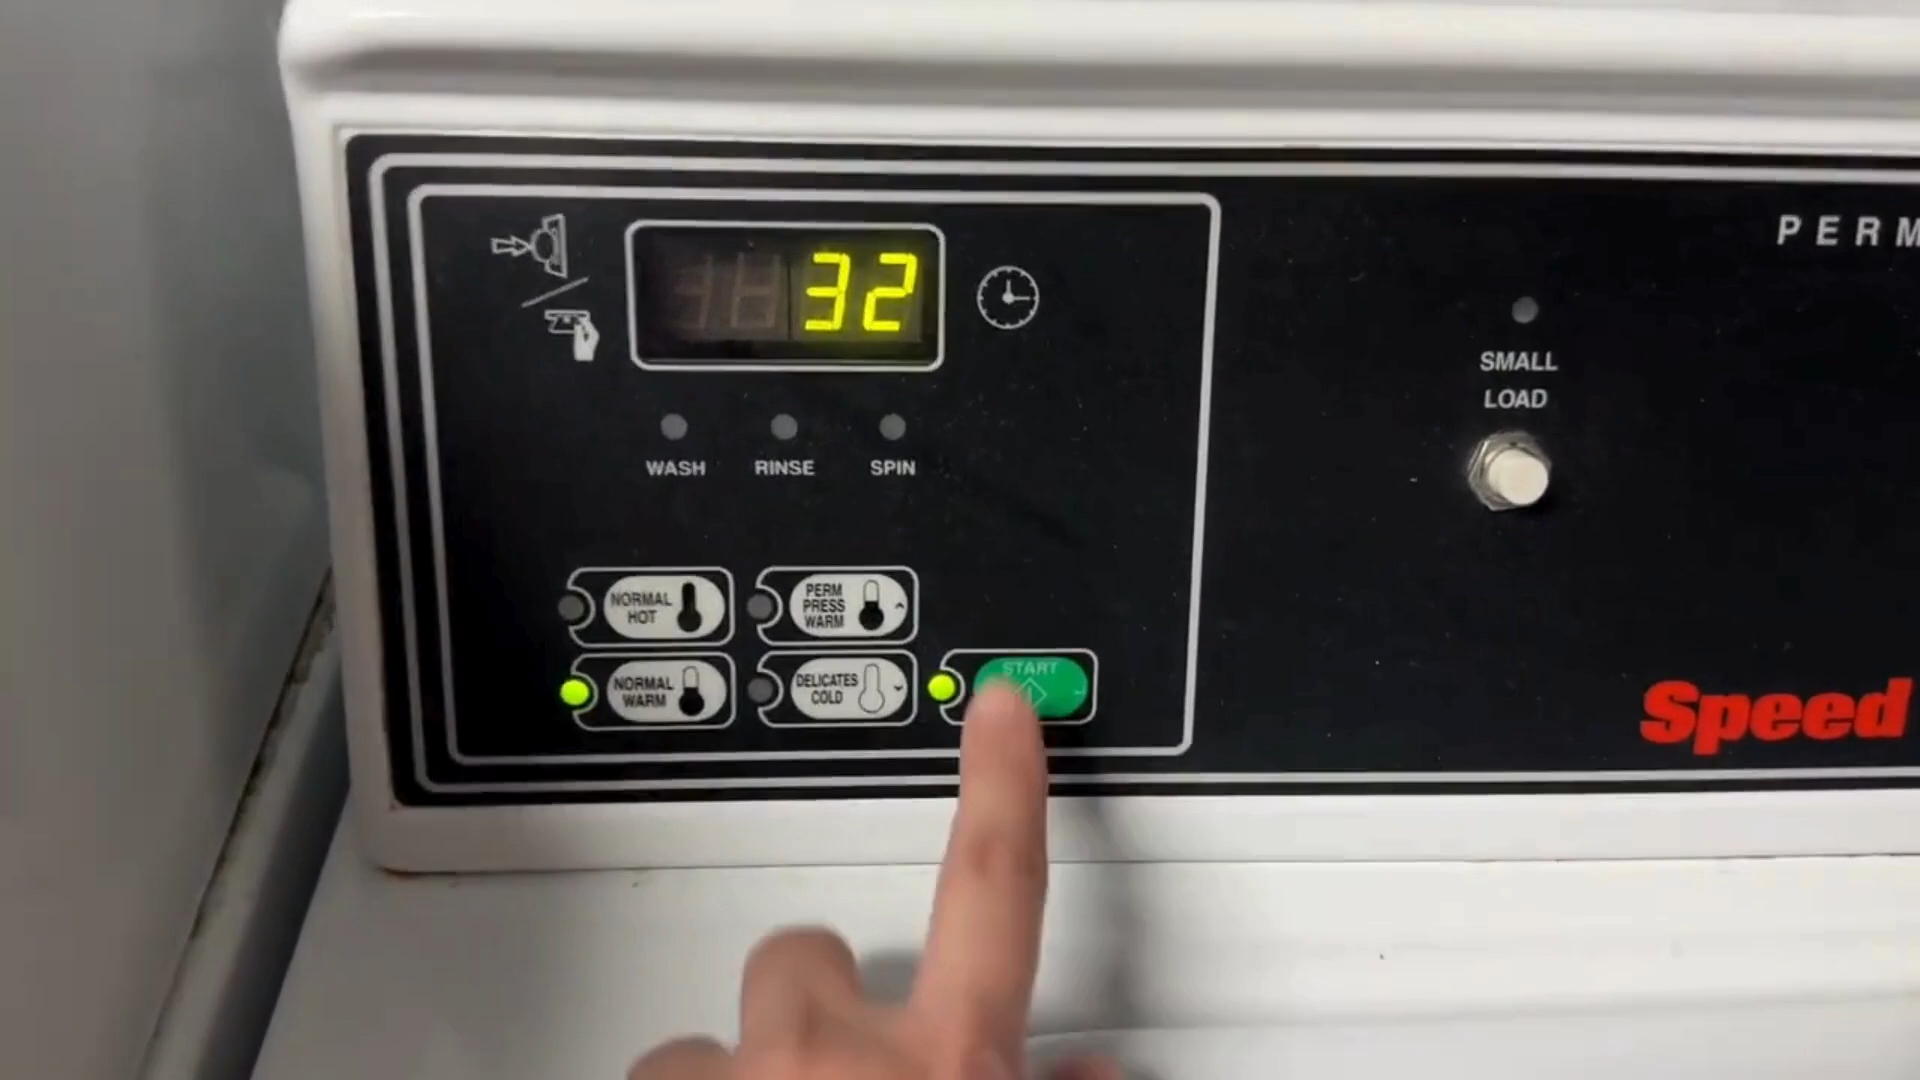 32
PERM
SMALL
LOAD
WASH
RINSE
SPIN
NORMAL
HOT
PERM
PRESS
WARM
NORMAL
WARM
DELICATES
COLD
START
Speed